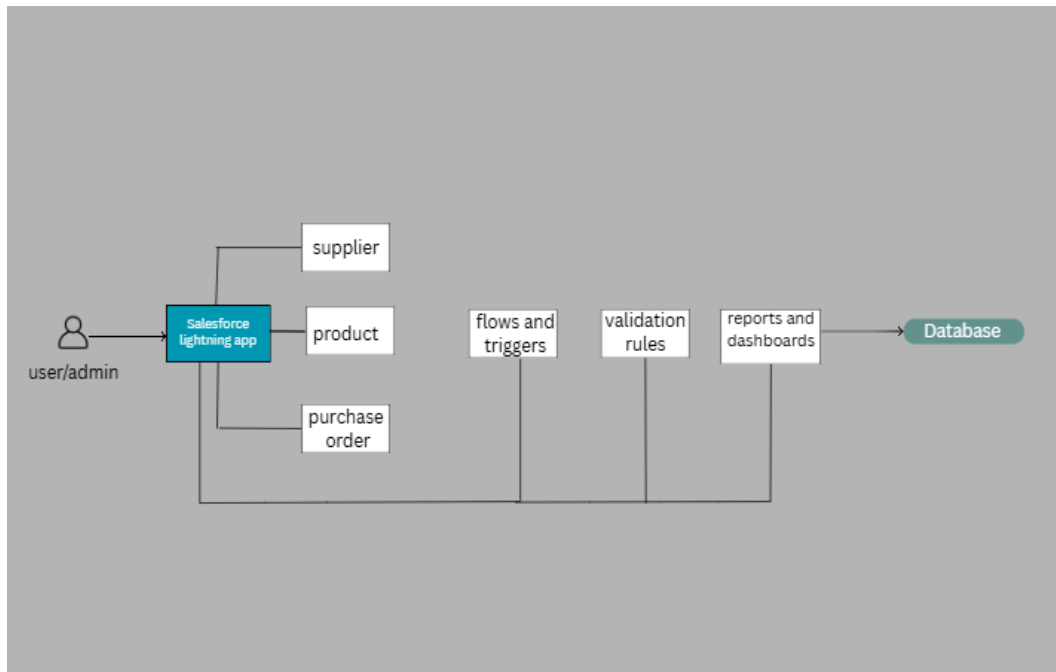 supplier
Salesforce
lightning app
product
flows and
triggers
validation
rules
reports and
dashboards
Database
user/admin
purchase
order